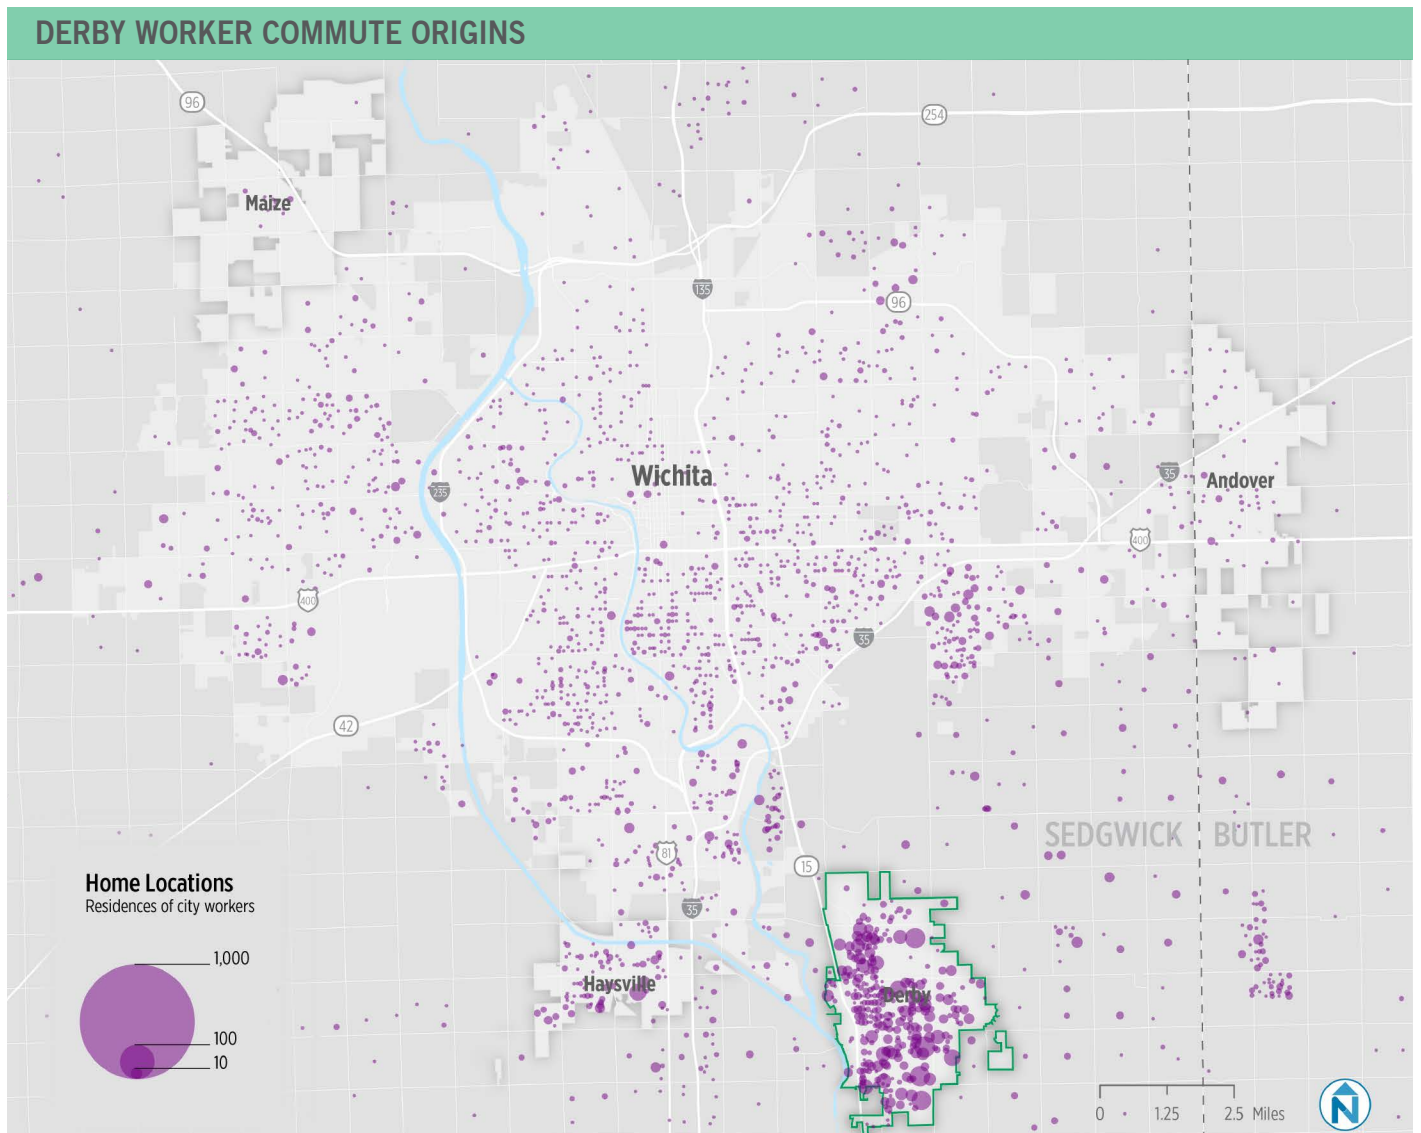 DERBY WORKER COMMUTE ORIGINS
96
254
Maize
135
96
Wichita
235
35
Andover
400
400
35
42
SEDGWICK BUTLER
81
15
Home Locations
Residences of city workers
35
1,000
Haysville
Derby
100
10
0 1.25 2.5 Miles
N